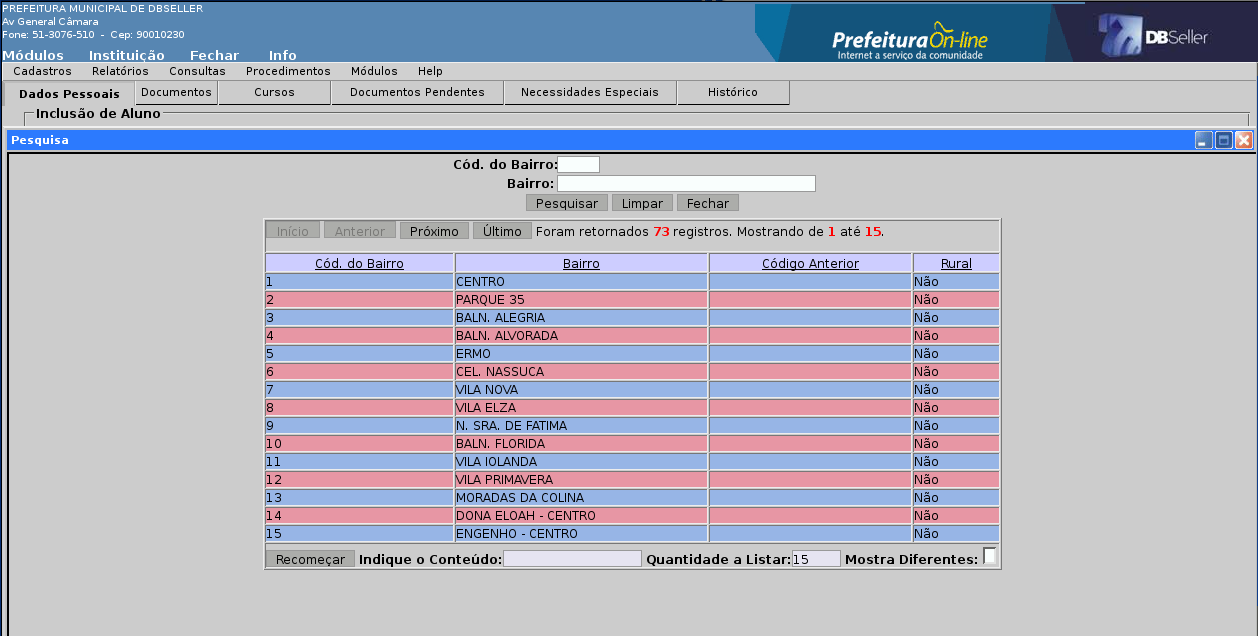 PREFEITURA MUNICIPAL DE DBSELLER
Av General Câmara
Fone: 51-3076-510 - Cep: 90010230
Prefeitura On-line
Internet a serviço da comunidade
DBSeller
Módulos Instituição Fechar Info
Cadastros Relatórios Consultas Procedimentos Módulos Help
Dados Pessoais Documentos Cursos Documentos Pendentes Necessidades Especiais Histórico
Inclusão de Aluno
Pesquisa
Cód. do Bairro:
Bairro:
Pesquisar Limpar Fechar
Início Anterior Próximo Último Foram retornados 73 registros. Mostrando de 1 até 15.
Cód. do Bairro Bairro Código Anterior Rural
1 CENTRO Não
2 PARQUE 35 Não
3 BALN. ALEGRIA Não
4 BALN. ALVORADA Não
5 ERMO Não
6 CEL. NASSUCA Não
7 VILA NOVA Não
8 VILA ELZA Não
9 N. SRA. DE FATIMA Não
10 BALN. FLORIDA Não
11 VILA IOLANDA Não
12 VILA PRIMAVERA Não
13 MORADAS DA COLINA Não
14 DONA ELOAH - CENTRO Não
15 ENGENHO - CENTRO Não
Recomeçar Indique o Conteúdo: Quantidade a Listar: 15 Mostra Diferentes: